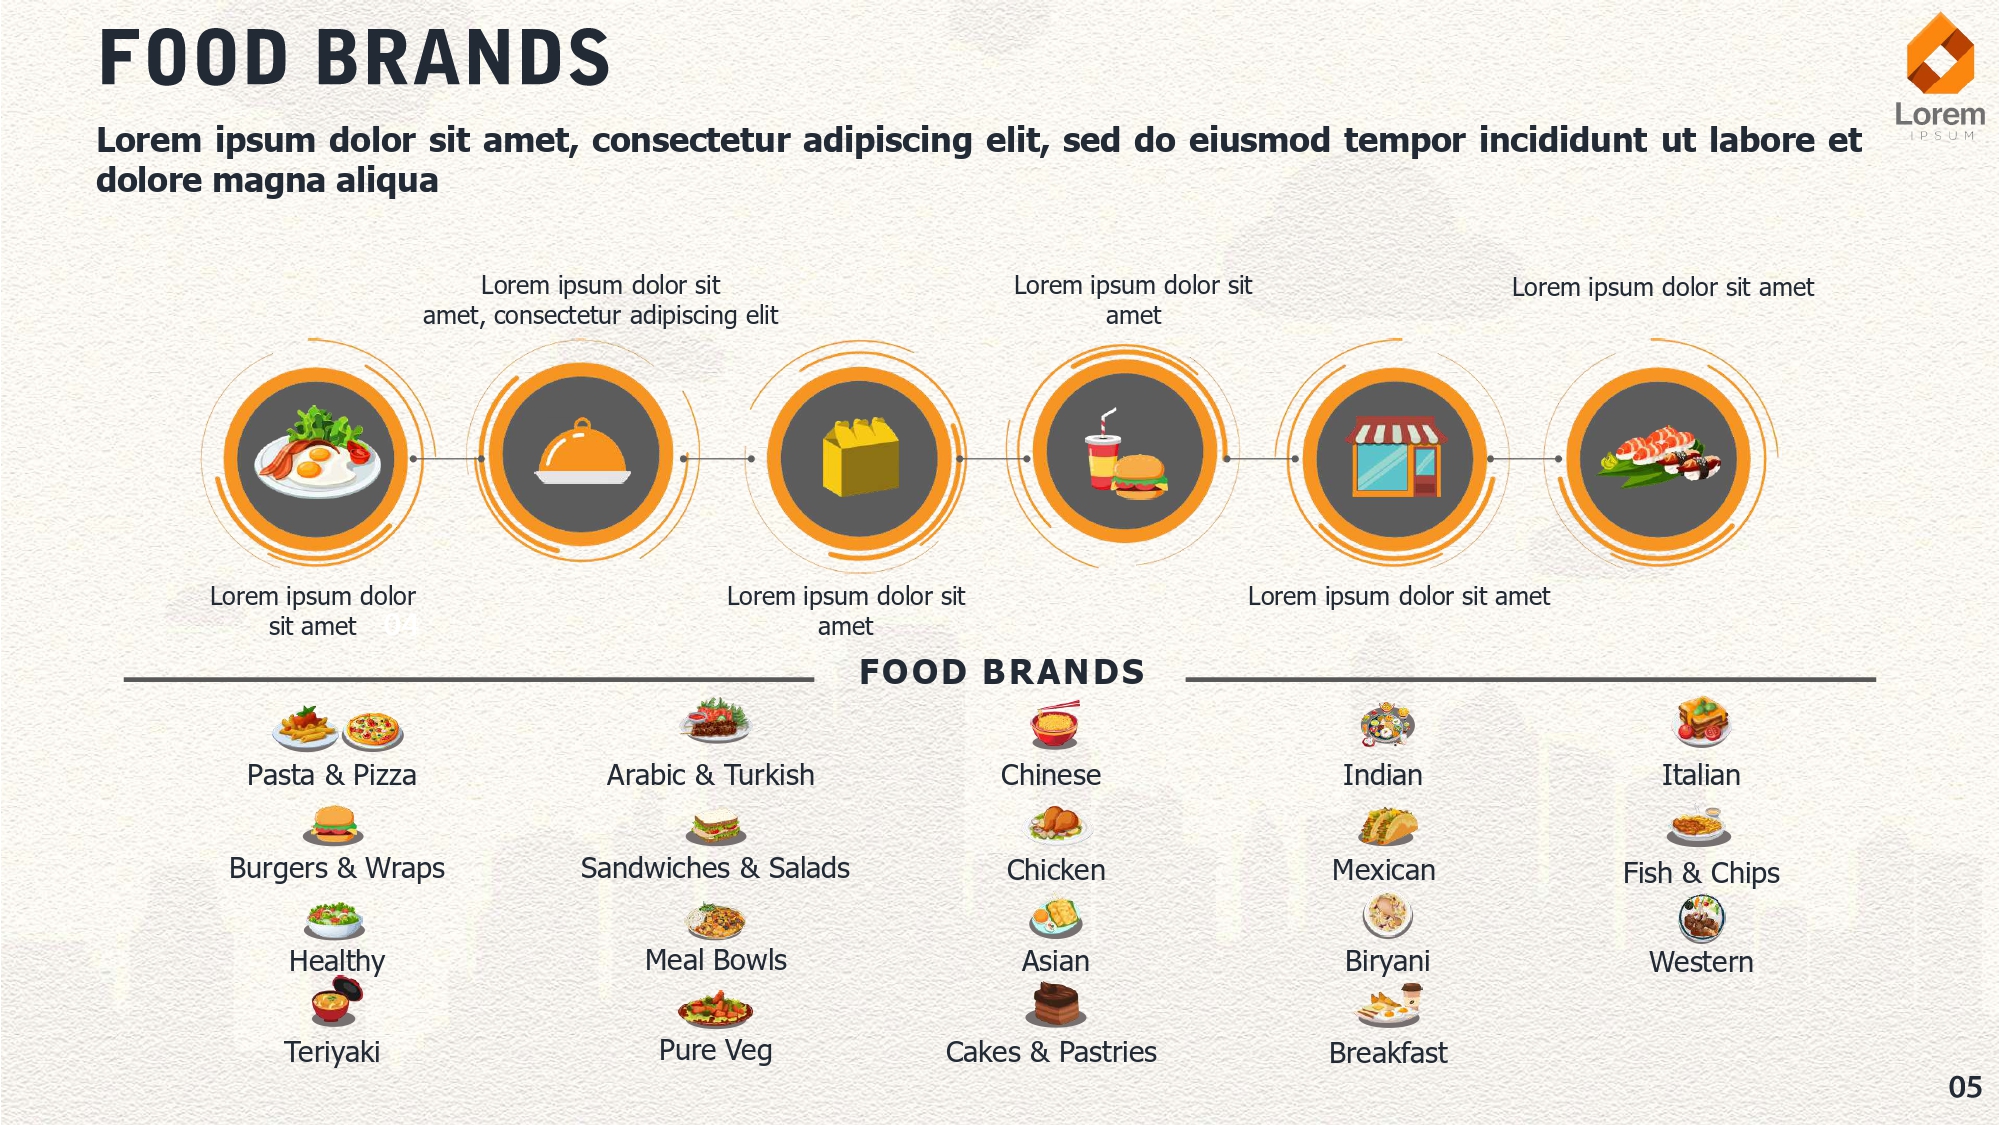 FOOD BRANDS
Lorem
IPSUM
Lorem ipsum dolor sit amet, consectetur adipiscing elit, sed do eiusmod tempor incididunt ut labore et
dolore magna aliqua
Lorem ipsum dolor sit
amet, consectetur adipiscing elit
Lorem ipsum dolor sit
amet
Lorem ipsum dolor sit amet
Lorem ipsum dolor
sit amet
Lorem ipsum dolor sit
amet
Lorem ipsum dolor sit amet
FOOD BRANDS
Pasta & Pizza
Arabic & Turkish
Chinese
Indian
Italian
Burgers & Wraps
Sandwiches & Salads
Chicken
Mexican
Fish & Chips
Healthy
Meal Bowls
Asian
Biryani
Western
Teriyaki
Pure Veg
Cakes & Pastries
Breakfast
05